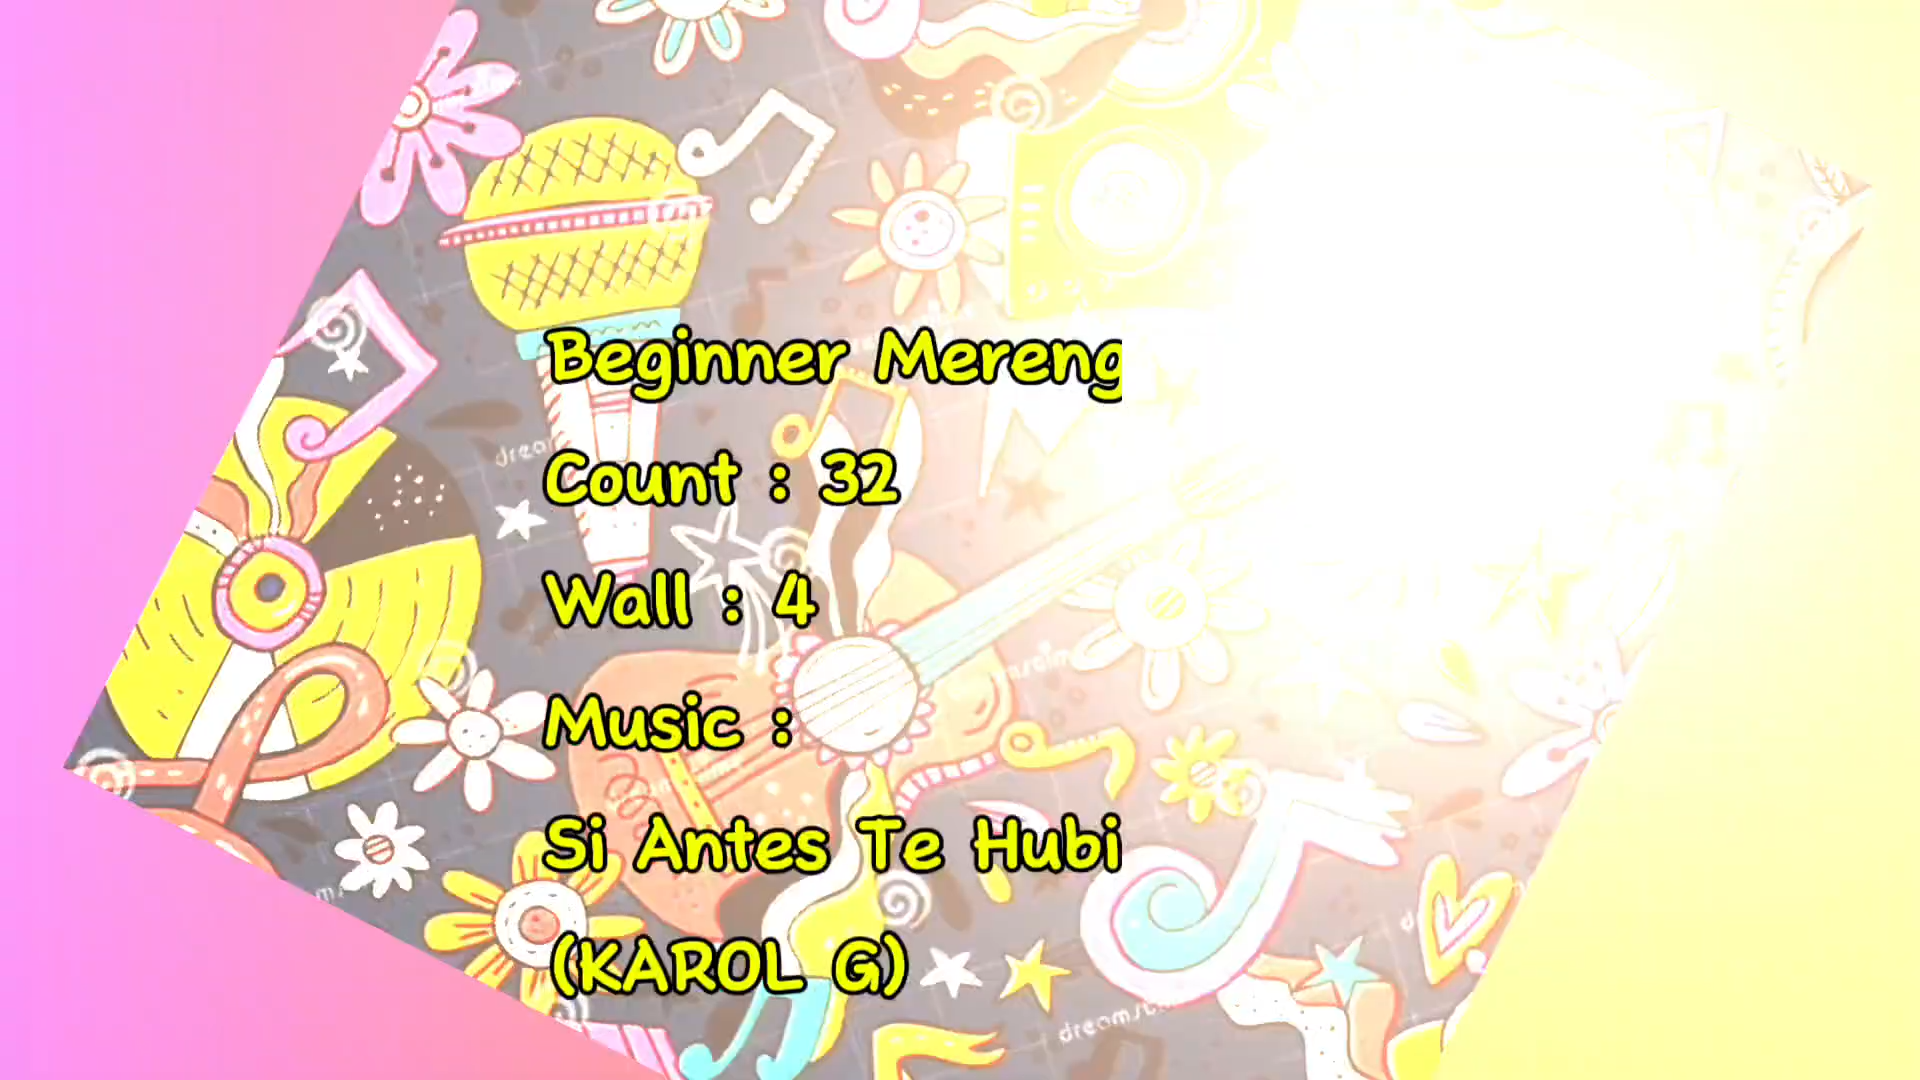 Beginner Mereng
Count : 32
Wall : 4
Music :
Si Antes Te Hubi
(KAROL G)